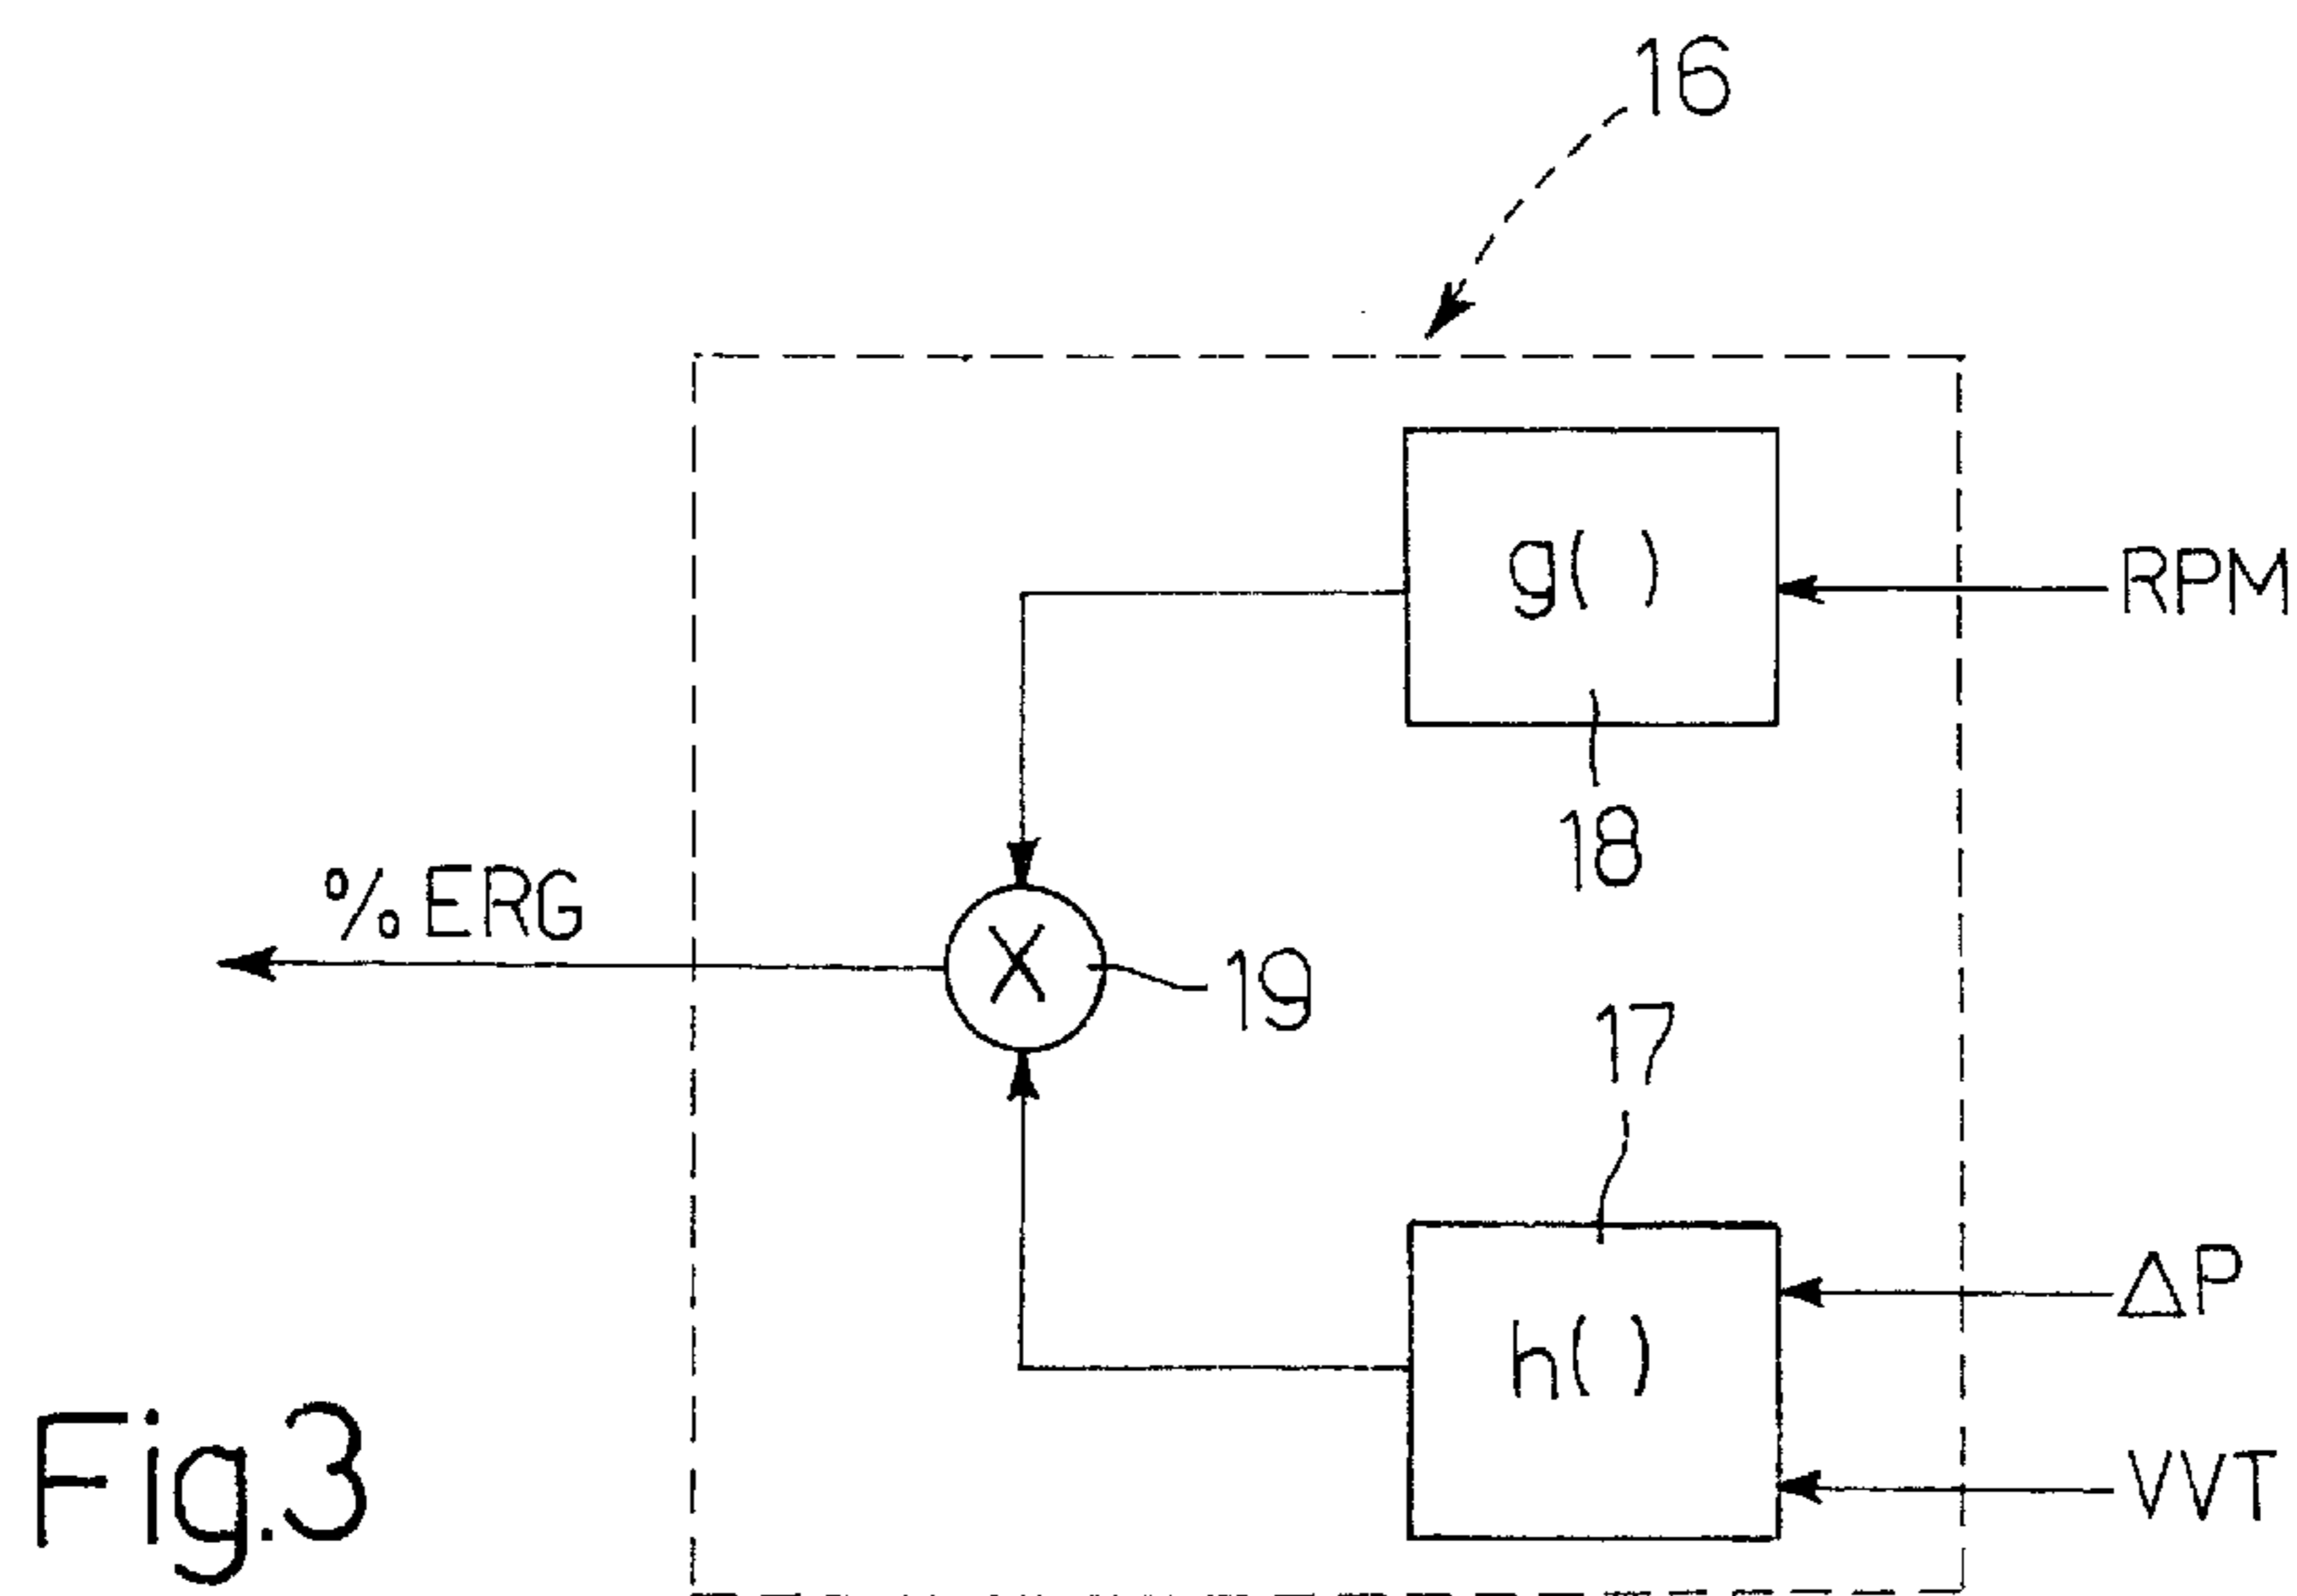 16
g( )
RPM
18
% ERG
X
19
17
ΔP
h( )
VVT
Fig.3